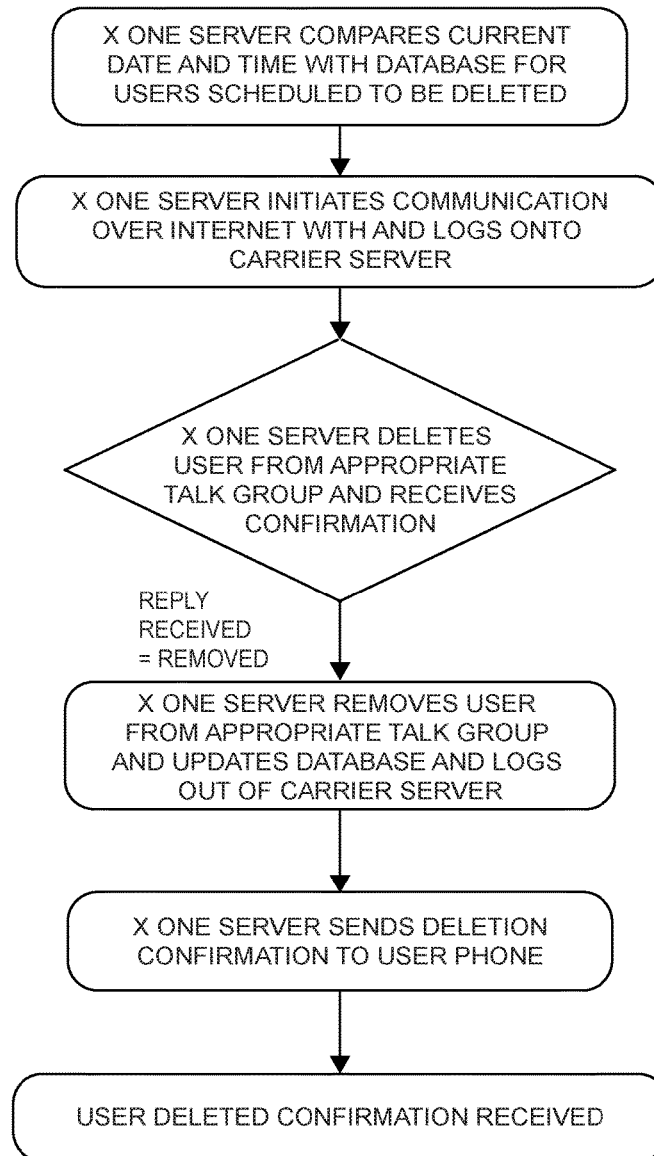 X ONE SERVER COMPARES CURRENT
DATE AND TIME WITH DATABASE FOR
USERS SCHEDULED TO BE DELETED
X ONE SERVER INITIATES COMMUNICATION
OVER INTERNET WITH AND LOGS ONTO
CARRIER SERVER
X ONE SERVER DELETES
USER FROM APPROPRIATE
TALK GROUP AND RECEIVES
CONFIRMATION
REPLY
RECEIVED
= REMOVED
X ONE SERVER REMOVES USER
FROM APPROPRIATE TALK GROUP
AND UPDATES DATABASE AND LOGS
OUT OF CARRIER SERVER
X ONE SERVER SENDS DELETION
CONFIRMATION TO USER PHONE
USER DELETED CONFIRMATION RECEIVED